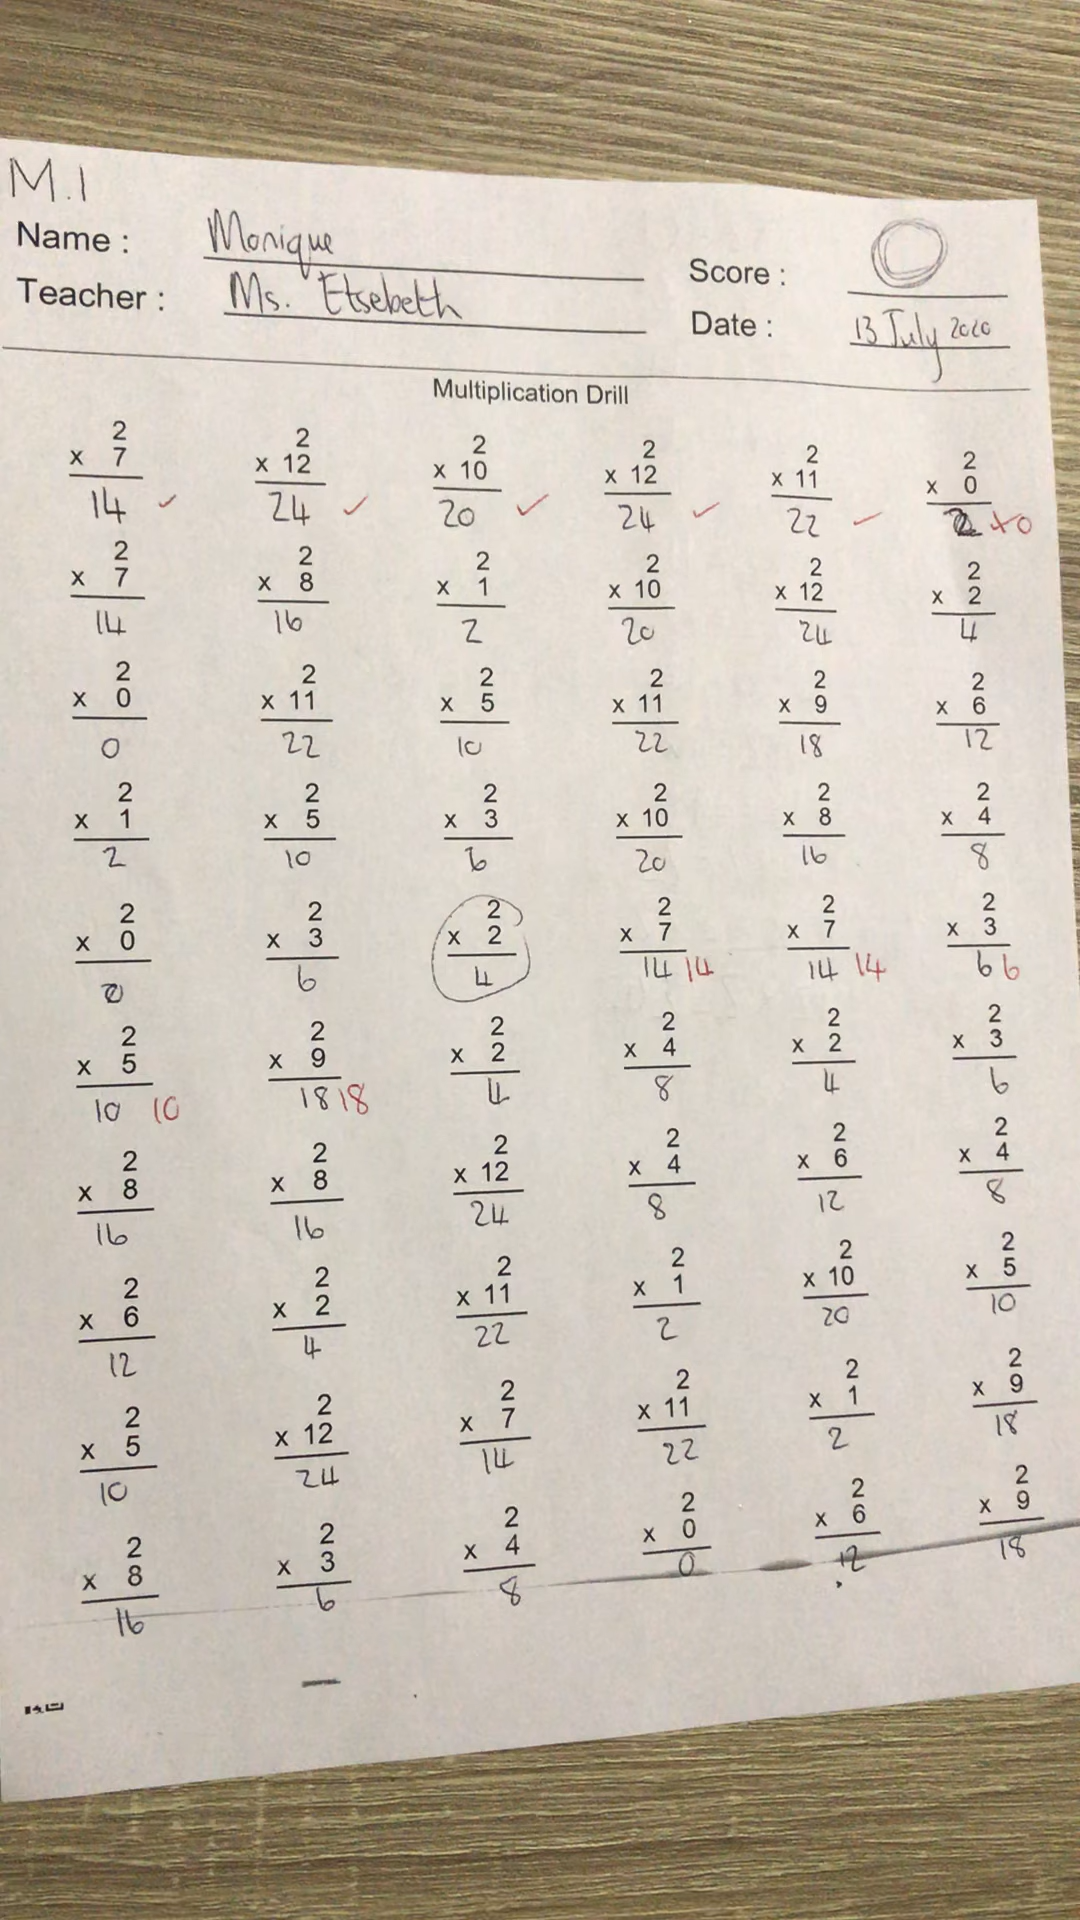 M.1
Name : Monique Score : O
Teacher : Ms. Etsebeth Date : 13 July 2020
Multiplication Drill
2 2 2 2 2 2
x 7 x 12 x 10 x 12 x 11 x 0
14 ✓ 24 ✓ 20 ✓ 24 ✓ 22 ✓ 2 x0
2 2 2 2 2 2
x 7 x 8 x 1 x 10 x 12 x 2
14 16 2 20 24 4
2 2 2 2 2 2
x 0 x 11 x 5 x 11 x 9 x 6
0 22 10 22 18 12
2 2 2 2 2 2
x 1 x 5 x 3 x 10 x 8 x 4
2 10 6 20 16 8
2 2 2 2 2 2
x 0 x 3 x 2 x 7 x 7 x 3
0 6 4 14 14 14 14 6 6
2 2 2 2 2 2
x 5 x 9 x 2 x 4 x 2 x 3
10 10 18 18 4 8 4 6
2 2 2 2 2 2
x 8 x 8 x 12 x 4 x 6 x 4
16 16 24 8 12 8
2 2 2 2 2 2
x 6 x 2 x 11 x 1 x 10 x 5
12 4 22 2 20 10
2 2 2 2 2 2
x 5 x 12 x 7 x 11 x 1 x 9
10 24 14 22 2 18
2 2 2 2 2 2
x 8 x 3 x 4 x 0 x 6 x 9
16 6 8 0 12 18